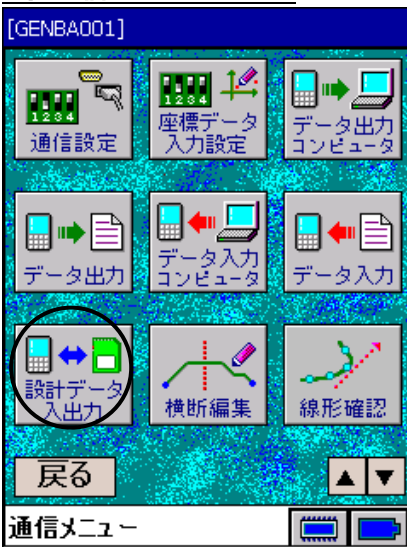 [GENBA001]
1234
通信設定
1234
座標データ
入力設定
データ出力
コンピュータ
データ出力
データ入力
コンピュータ
データ入力
設計データ
入出力
横断編集
線形確認
戻る
▲ ▼
通信メニュー